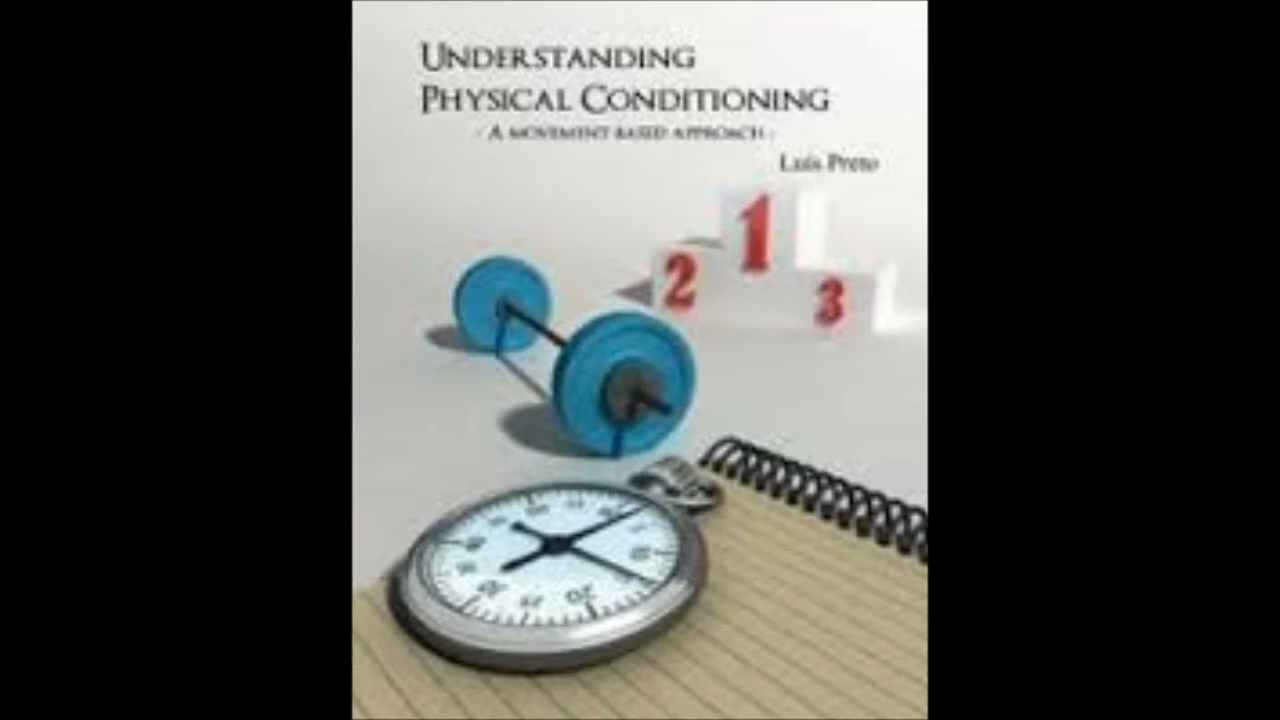 UNDERSTANDING
PHYSICAL CONDITIONING
- A MOVEMENT BASED APPROACH -
Luís Preto
1
2
3